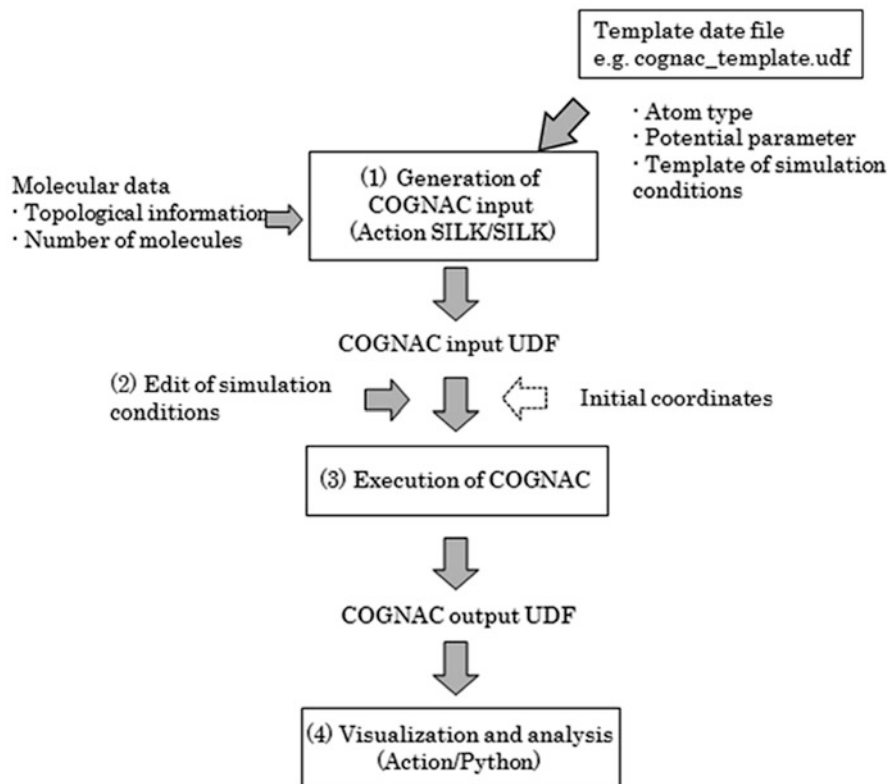 Template date file
e.g. cognac_template.udf
· Atom type
· Potential parameter
· Template of simulation
conditions
Molecular data
· Topological information
· Number of molecules
(1) Generation of
COGNAC input
(Action SILK/SILK)
COGNAC input UDF
(2) Edit of simulation
conditions
Initial coordinates
(3) Execution of COGNAC
COGNAC output UDF
(4) Visualization and analysis
(Action/Python)